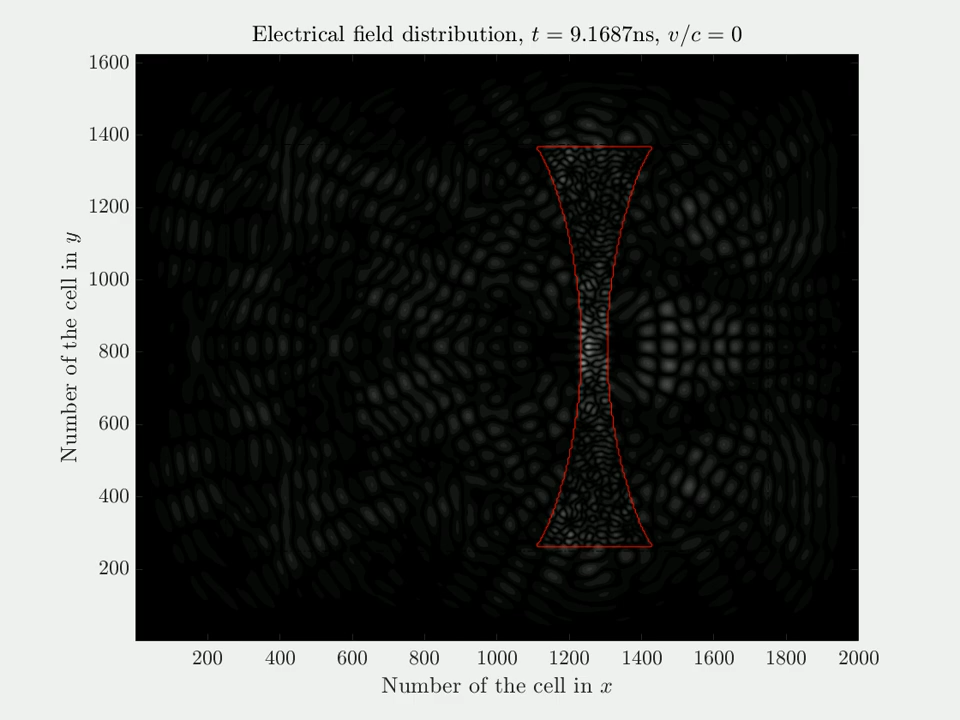 Electrical field distribution, t = 9.1687ns, v/c = 0
1600
1400
1200
1000
800
600
400
200
Number of the cell in y
200 400 600 800 1000 1200 1400 1600 1800 2000
Number of the cell in x